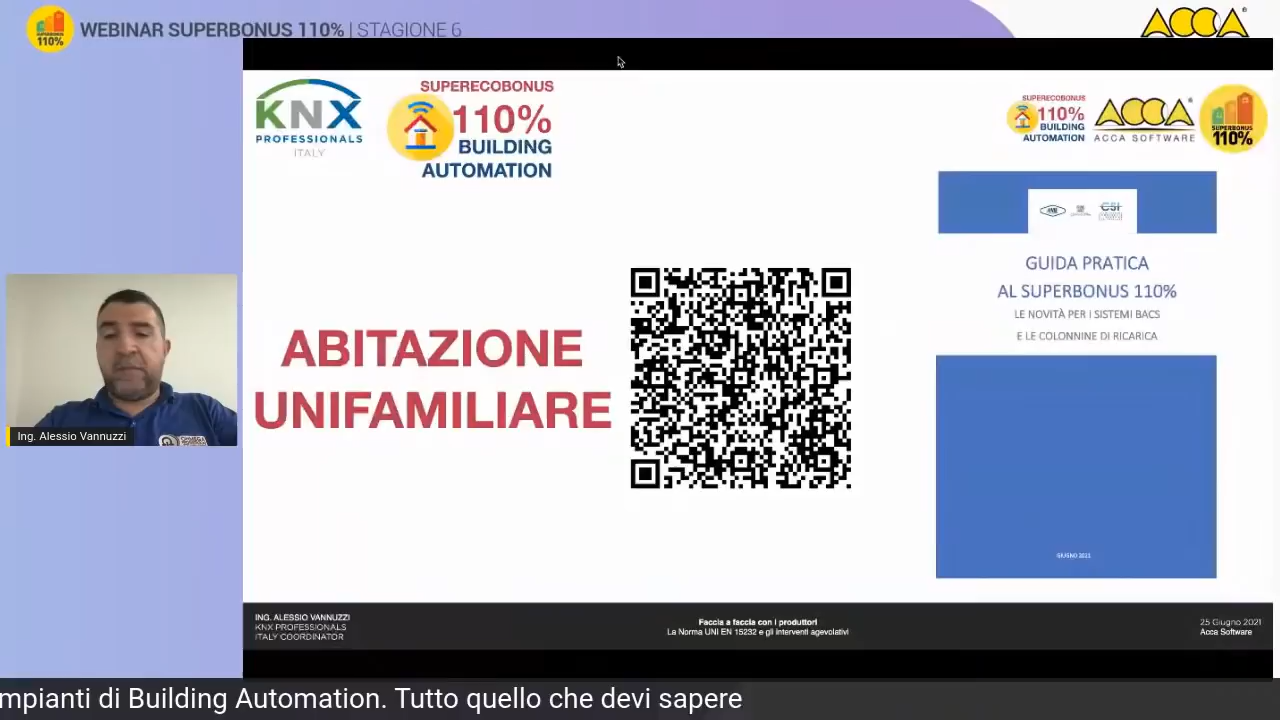 WEBINAR SUPERBONUS 110% | STAGIONE 6
110%
ACCA
KNX
PROFESSIONALS
ITALY
SUPERECOBONUS
110%
BUILDING
AUTOMATION
SUPERECOBONUS
110%
BUILDING
AUTOMATION
ACCA
ACCA SOFTWARE
SUPERBONUS
110%
GUIDA PRATICA
AL SUPERBONUS 110%
LE NOVITÀ PER I SISTEMI BACS
E LE COLONNINE DI RICARICA
GIUGNO 2021
ABITAZIONE
UNIFAMILIARE
Ing. Alessio Vannuzzi
ING. ALESSIO VANNUZZI
KNX PROFESSIONALS
ITALY COORDINATOR
Faccia a faccia con i produttori
La Norma UNI EN 15232 e gli interventi agevolativi
25 Giugno 2021
Acca Software
mpianti di Building Automation. Tutto quello che devi sapere